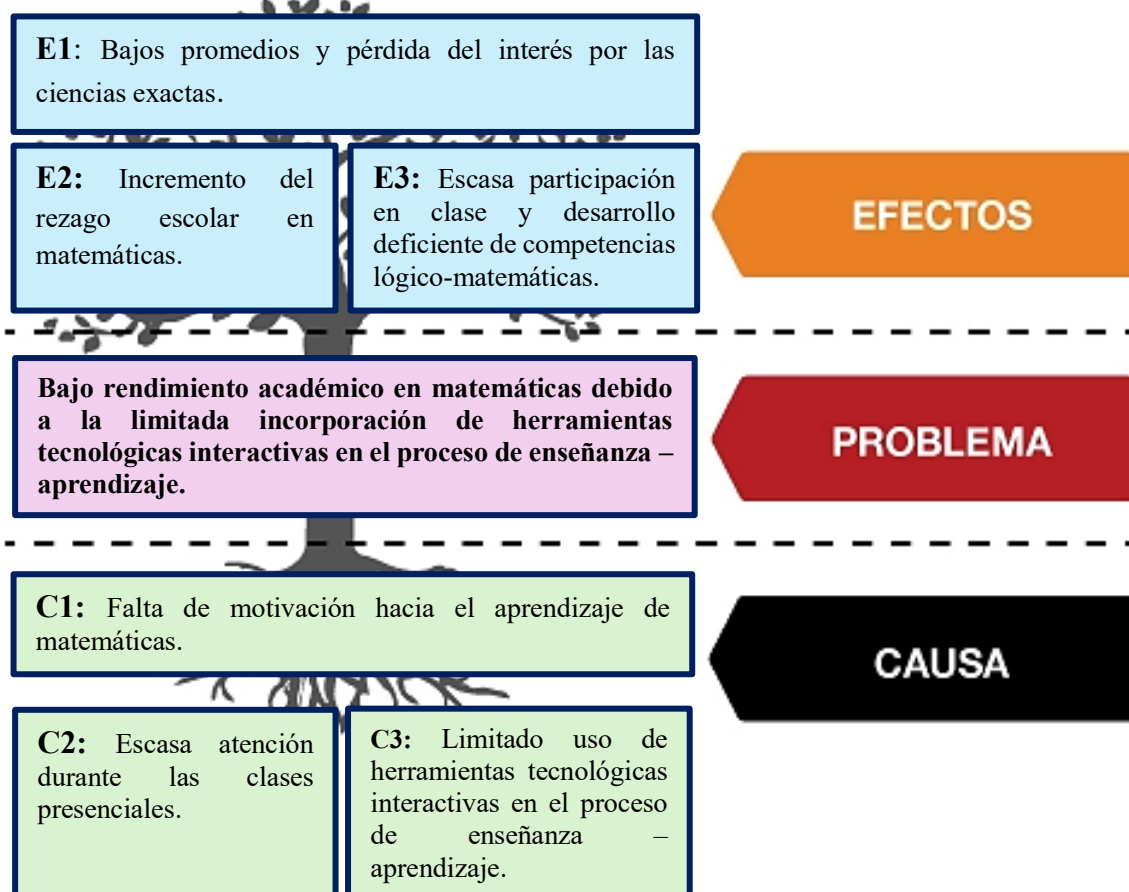 E1: Bajos promedios y pérdida del interés por las
ciencias exactas.
E2: Incremento del
rezago escolar en
matemáticas.
E3: Escasa participación
en clase y desarrollo
deficiente de competencias
lógico-matemáticas.
EFECTOS
Bajo rendimiento académico en matemáticas debido
a la limitada incorporación de herramientas
tecnológicas interactivas en el proceso de enseñanza –
aprendizaje.
PROBLEMA
C1: Falta de motivación hacia el aprendizaje de
matemáticas.
CAUSA
C2: Escasa atención
durante las clases
presenciales.
C3: Limitado uso de
herramientas tecnológicas
interactivas en el proceso
de enseñanza –
aprendizaje.